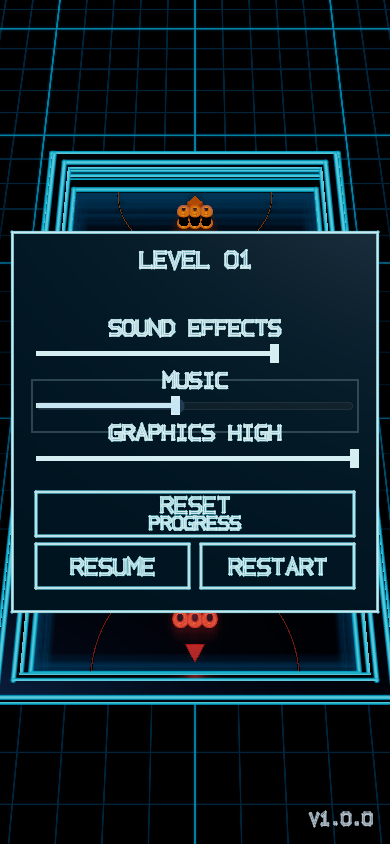 LEVEL 01
SOUND EFFECTS
MUSIC
GRAPHICS HIGH
RESET
PROGRESS
RESUME
RESTART
V1.0.0